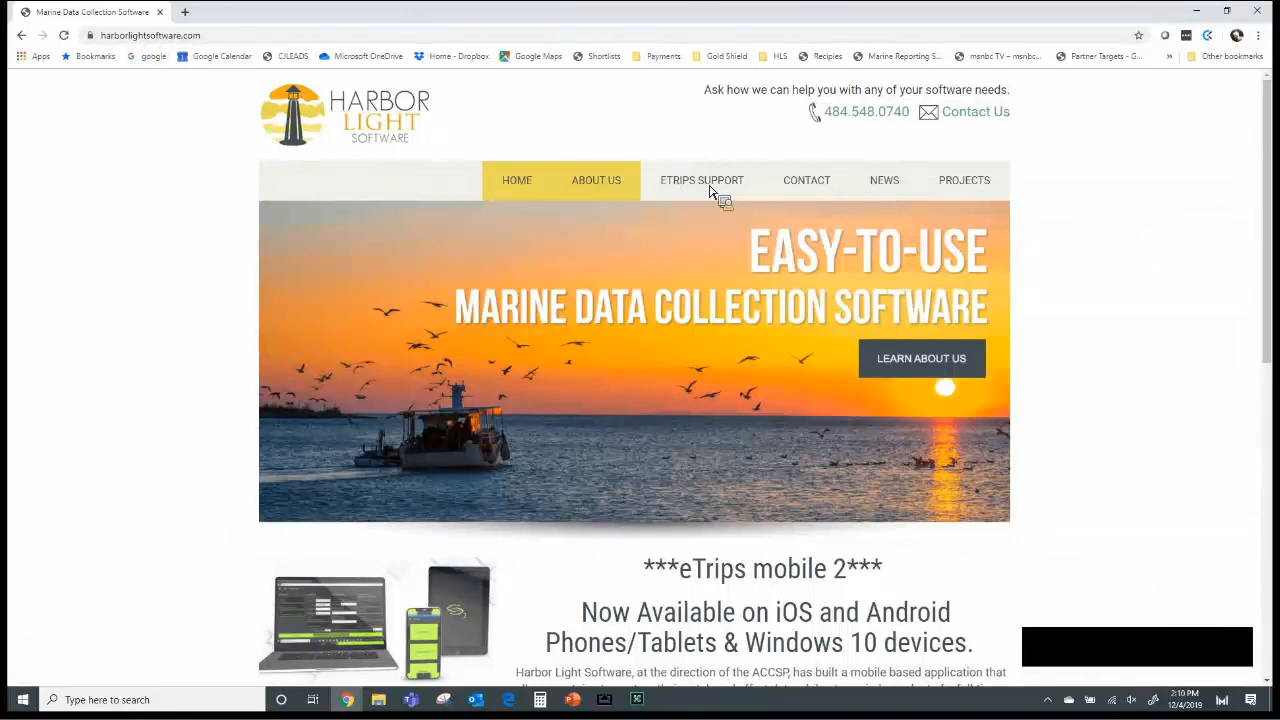 Marine Data Collection Software
harborlightsoftware.com
Apps
Bookmarks
google
Google Calendar
CJLEADS
Microsoft OneDrive
Home - Dropbox
Google Maps
Shortlists
Payments
Gold Shield
HLS
Recipies
Marine Reporting S...
msnbc TV – msnbc...
Partner Targets - G...
Other bookmarks
HARBOR
LIGHT
SOFTWARE
Ask how we can help you with any of your software needs.
484.548.0740 Contact Us
HOME ABOUT US ETRIPS SUPPORT CONTACT NEWS PROJECTS
EASY-TO-USE
MARINE DATA COLLECTION SOFTWARE
LEARN ABOUT US
***eTrips mobile 2***
Now Available on iOS and Android
Phones/Tablets & Windows 10 devices.
Harbor Light Software, at the direction of the ACCSP, has built a mobile based application
Type here to search
2:10 PM
12/4/2019